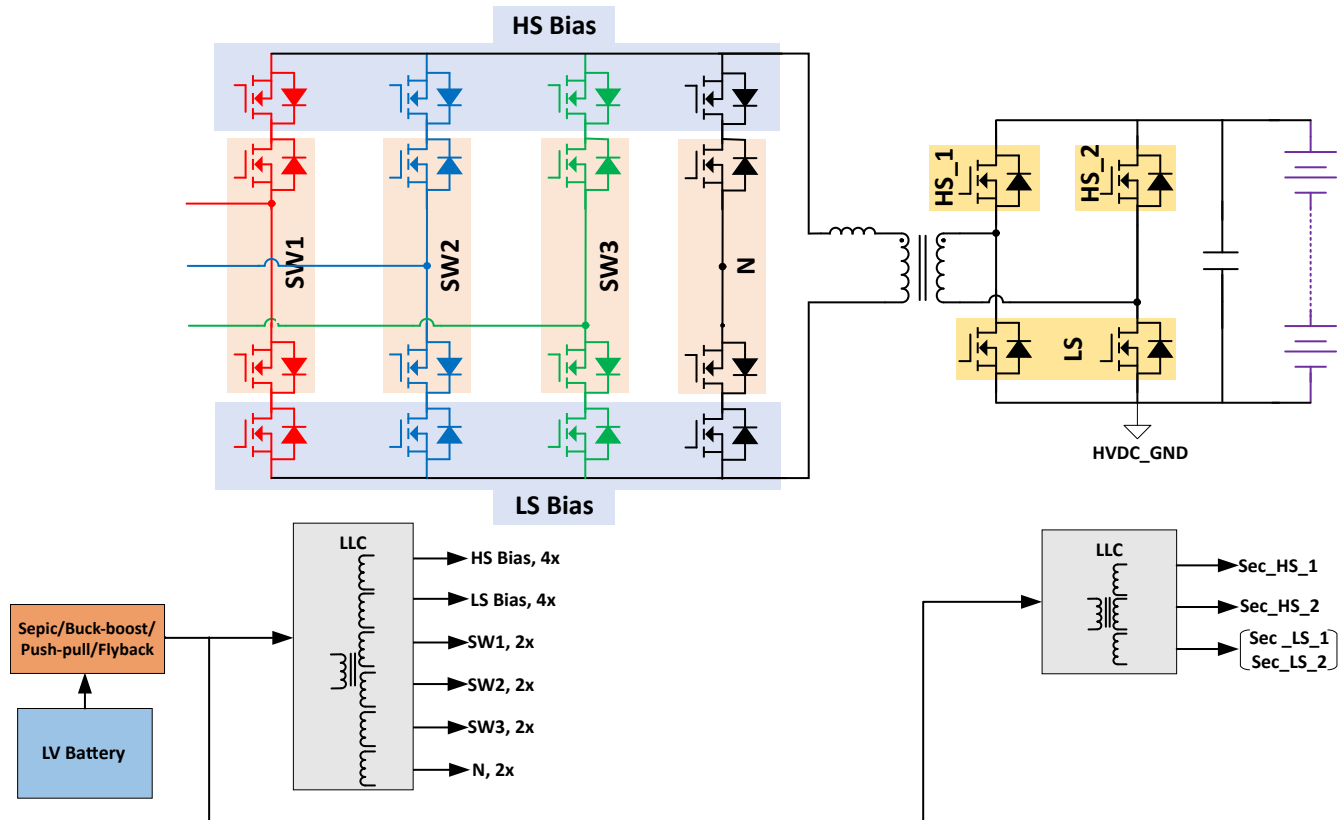 HS Bias
SW1
SW2
SW3
N
HS_1
HS_2
LS
HVDC_GND
LS Bias
LLC
HS Bias, 4x
LS Bias, 4x
SW1, 2x
SW2, 2x
SW3, 2x
N, 2x
Sepic/Buck-boost/
Push-pull/Flyback
LV Battery
LLC
Sec_HS_1
Sec_HS_2
Sec _LS_1
Sec_LS_2